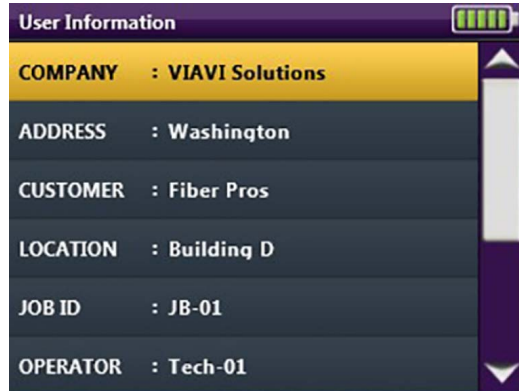 User Information
COMPANY : VIAVI Solutions
ADDRESS : Washington
CUSTOMER : Fiber Pros
LOCATION : Building D
JOB ID : JB-01
OPERATOR : Tech-01